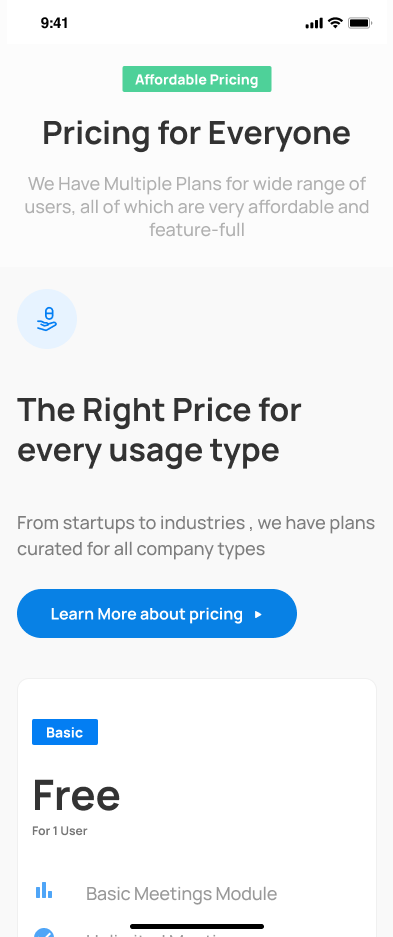 9:41
Affordable Pricing
Pricing for Everyone
We Have Multiple Plans for wide range of
users, all of which are very affordable and
feature-full
The Right Price for
every usage type
From startups to industries , we have plans
curated for all company types
Learn More about pricing
Basic
Free
For 1 User
Basic Meetings Module